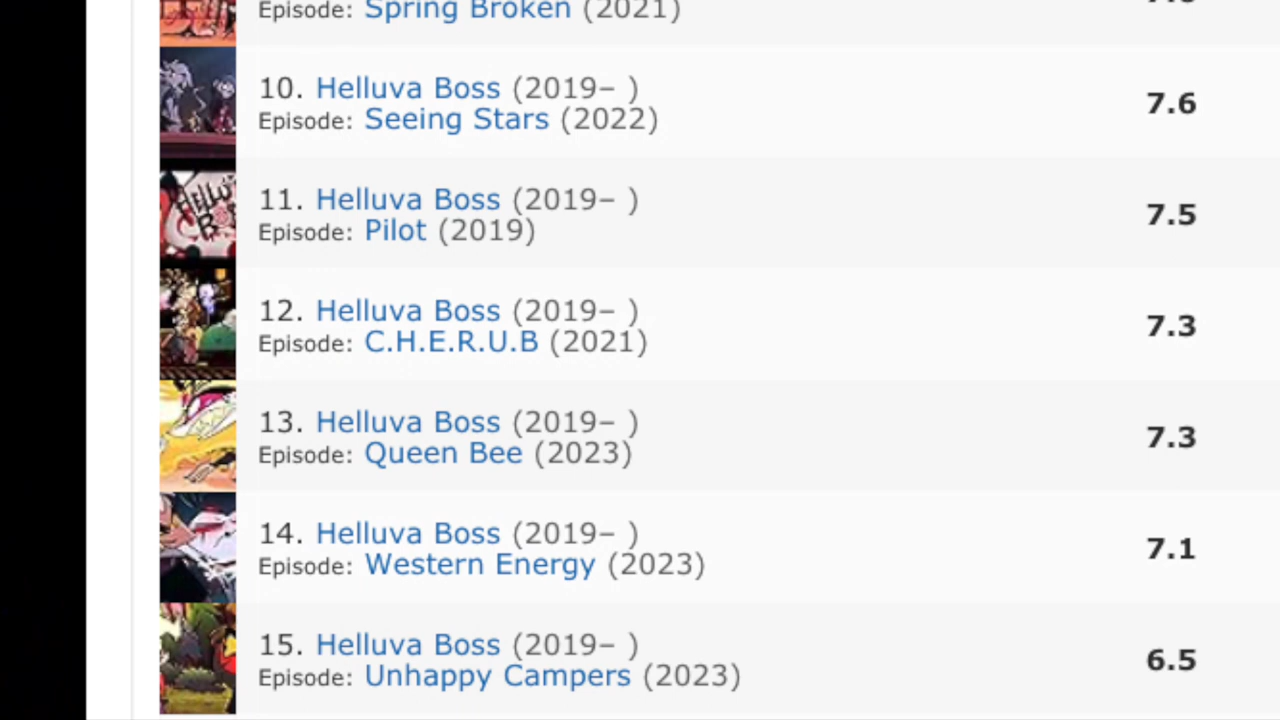 Episode: Spring Broken (2021)
10. Helluva Boss (2019– )
Episode: Seeing Stars (2022)
7.6
11. Helluva Boss (2019– )
Episode: Pilot (2019)
7.5
12. Helluva Boss (2019– )
Episode: C.H.E.R.U.B (2021)
7.3
13. Helluva Boss (2019– )
Episode: Queen Bee (2023)
7.3
14. Helluva Boss (2019– )
Episode: Western Energy (2023)
7.1
15. Helluva Boss (2019– )
Episode: Unhappy Campers (2023)
6.5